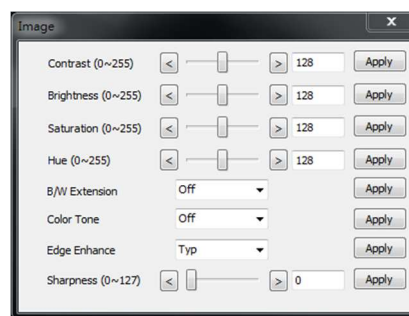 Image
x
Contrast (0~255) < > 128 Apply
Brightness (0~255) < > 128 Apply
Saturation (0~255) < > 128 Apply
Hue (0~255) < > 128 Apply
B/W Extension Off Apply
Color Tone Off Apply
Edge Enhance Typ Apply
Sharpness (0~127) < > 0 Apply